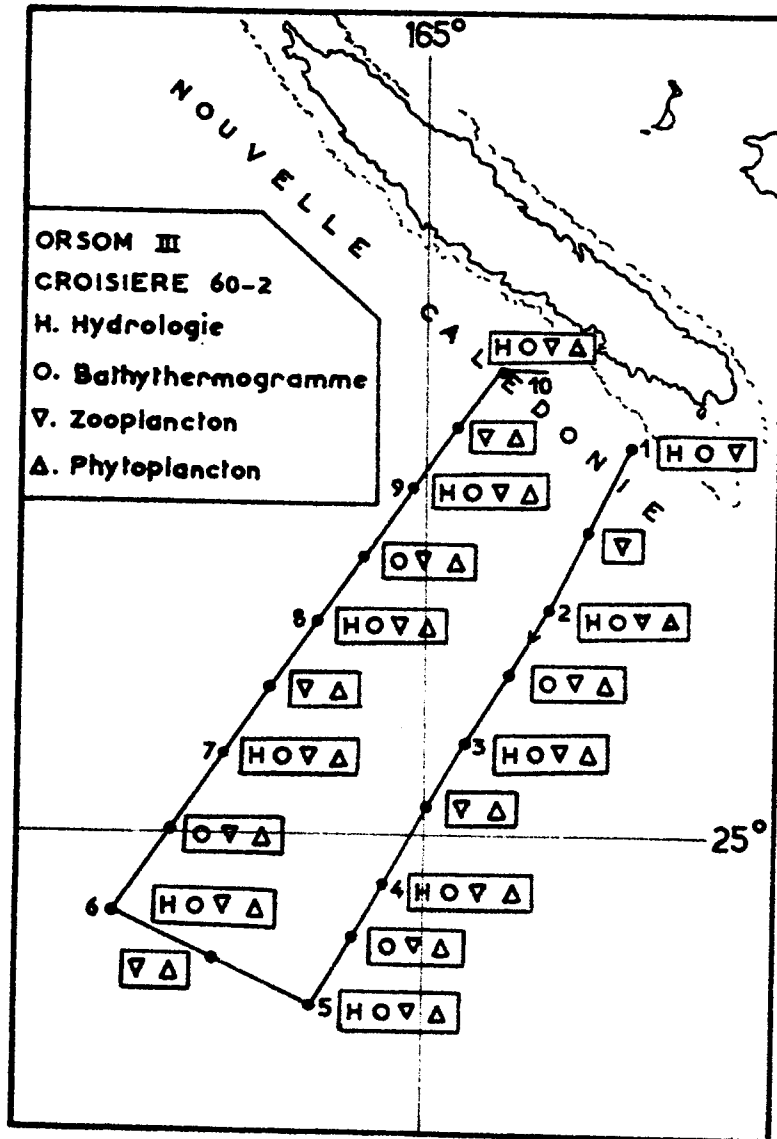 165°
NOUVELLE
CALEDONIE
ORSOM III
CROISIERE 60-2
H. Hydrologie
O. Bathythermogramme
▽. Zooplancton
△. Phytoplancton
H O ▽ △
10
▽ △
1
H O ▽
9
H O ▽ △
▽
O ▽ △
2
H O ▽ △
8
H O ▽ △
O ▽ △
▽ △
3
H O ▽ △
7
H O ▽ △
▽ △
O ▽ △
25°
4
H O ▽ △
6
H O ▽ △
O ▽ △
▽ △
5
H O ▽ △